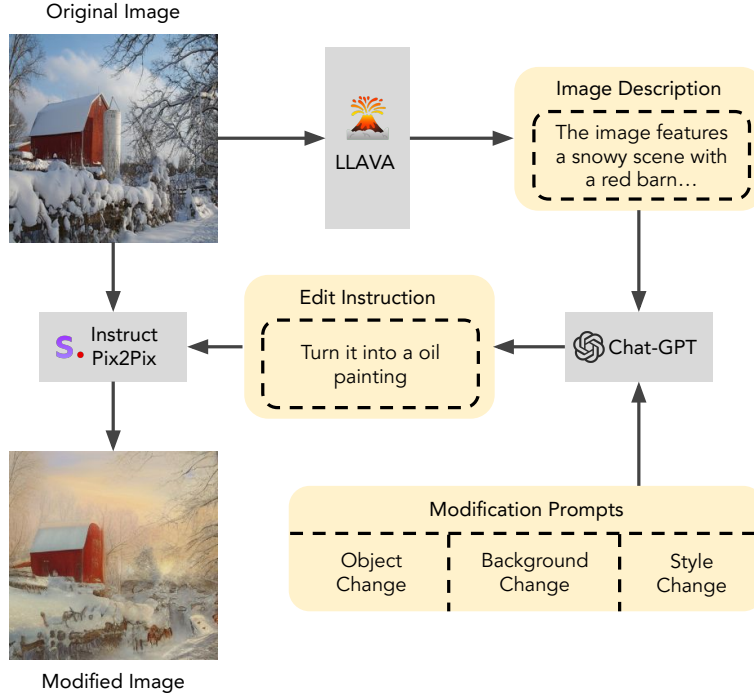 Original Image
LLAVA
Image Description
The image features
a snowy scene with
a red barn...
Edit Instruction
Turn it into a oil
painting
S.
Instruct
Pix2Pix
Chat-GPT
Modification Prompts
Object
Change
Background
Change
Style
Change
Modified Image